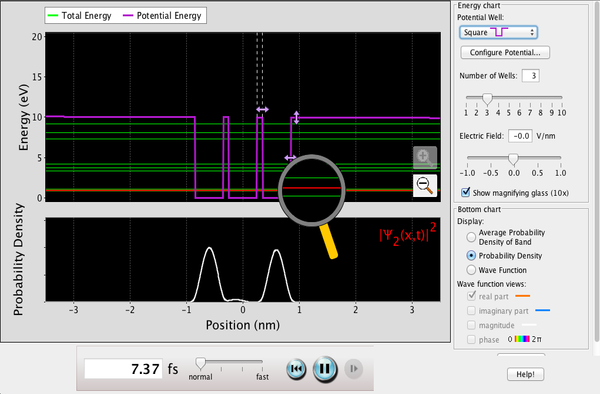 Total Energy Potential Energy
20
15
10
5
0
Energy (eV)
|Ψ₂(x,t)|²
Probability Density
-3 -2 -1 0 1 2 3
Position (nm)
7.37 fs
normal fast
Energy chart
Potential Well:
Square
Configure Potential...
Number of Wells: 3
1 2 3 4 5 6 7 8 9 10
Electric Field: -0.0 V/nm
-1.0 -0.5 0.0 0.5 1.0
Show magnifying glass (10x)
Bottom chart
Display:
Average Probability
Density of Band
Probability Density
Wave Function
Wave function views:
real part
imaginary part
magnitude
phase 0 2π
Help!